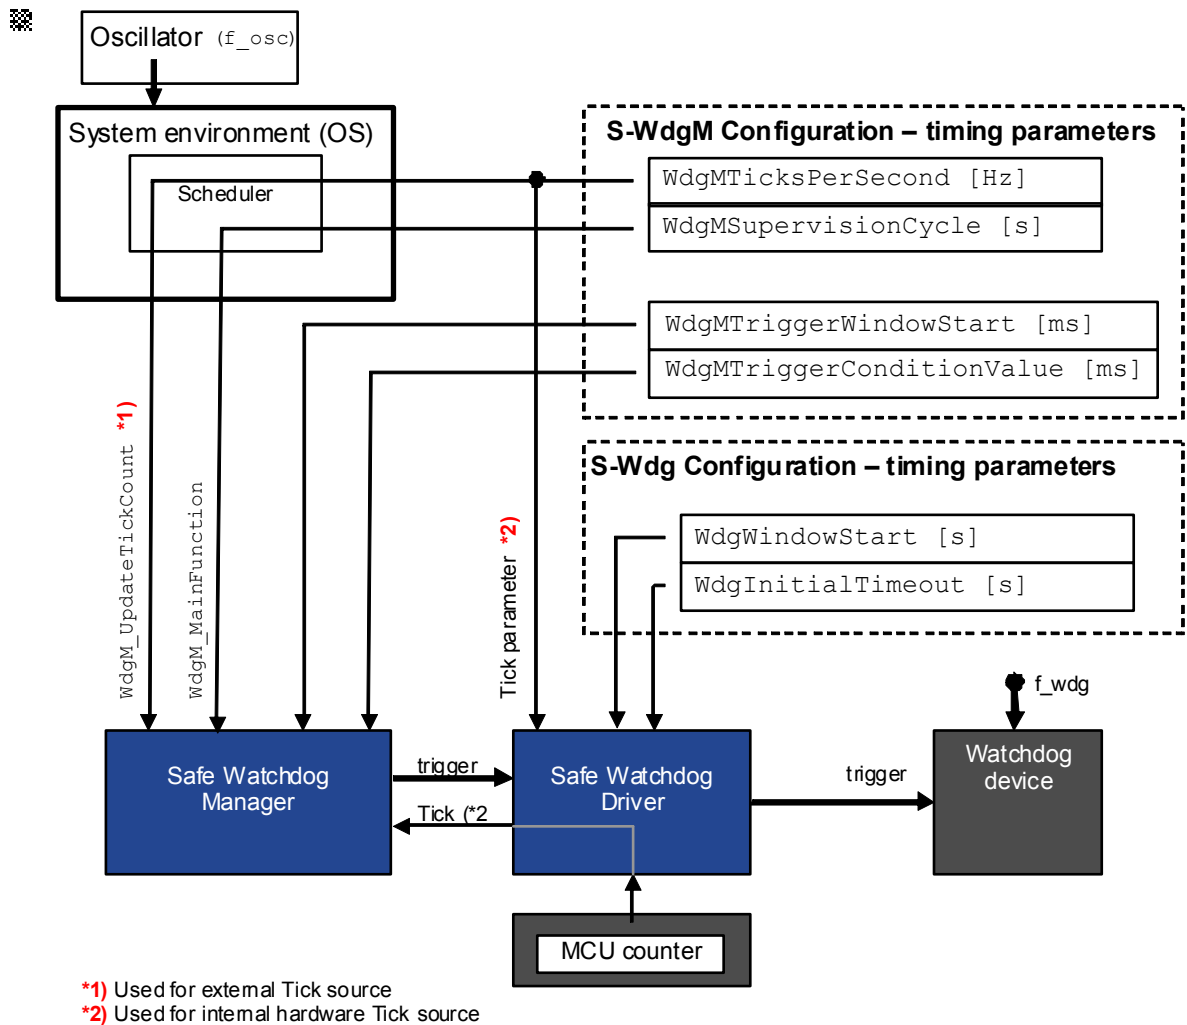 Oscillator (f_osc)
System environment (OS)
Scheduler
S-WdgM Configuration – timing parameters
WdgMTicksPerSecond [Hz]
WdgMSupervisionCycle [s]
WdgMTriggerWindowStart [ms]
WdgMTriggerConditionValue [ms]
S-Wdg Configuration – timing parameters
WdgWindowStart [s]
WdgInitialTimeout [s]
WdgM_UpdateTickCount *1)
WdgM_MainFunction
Tick parameter *2)
f_wdg
Safe Watchdog
Manager
trigger
Tick (*2
Safe Watchdog
Driver
trigger
Watchdog
device
MCU counter
*1) Used for external Tick source
*2) Used for internal hardware Tick source